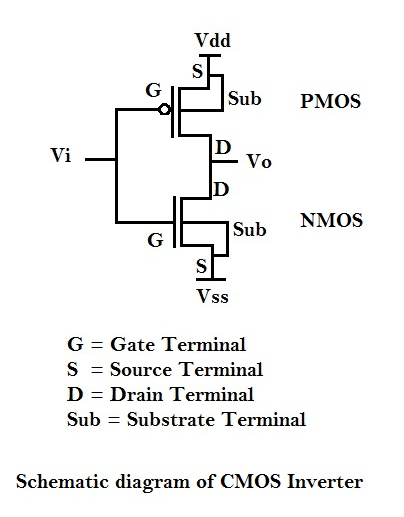 Vdd
S
G
Sub
PMOS
D
Vi
Vo
D
NMOS
Sub
G
S
Vss
G = Gate Terminal
S = Source Terminal
D = Drain Terminal
Sub = Substrate Terminal
Schematic diagram of CMOS Inverter